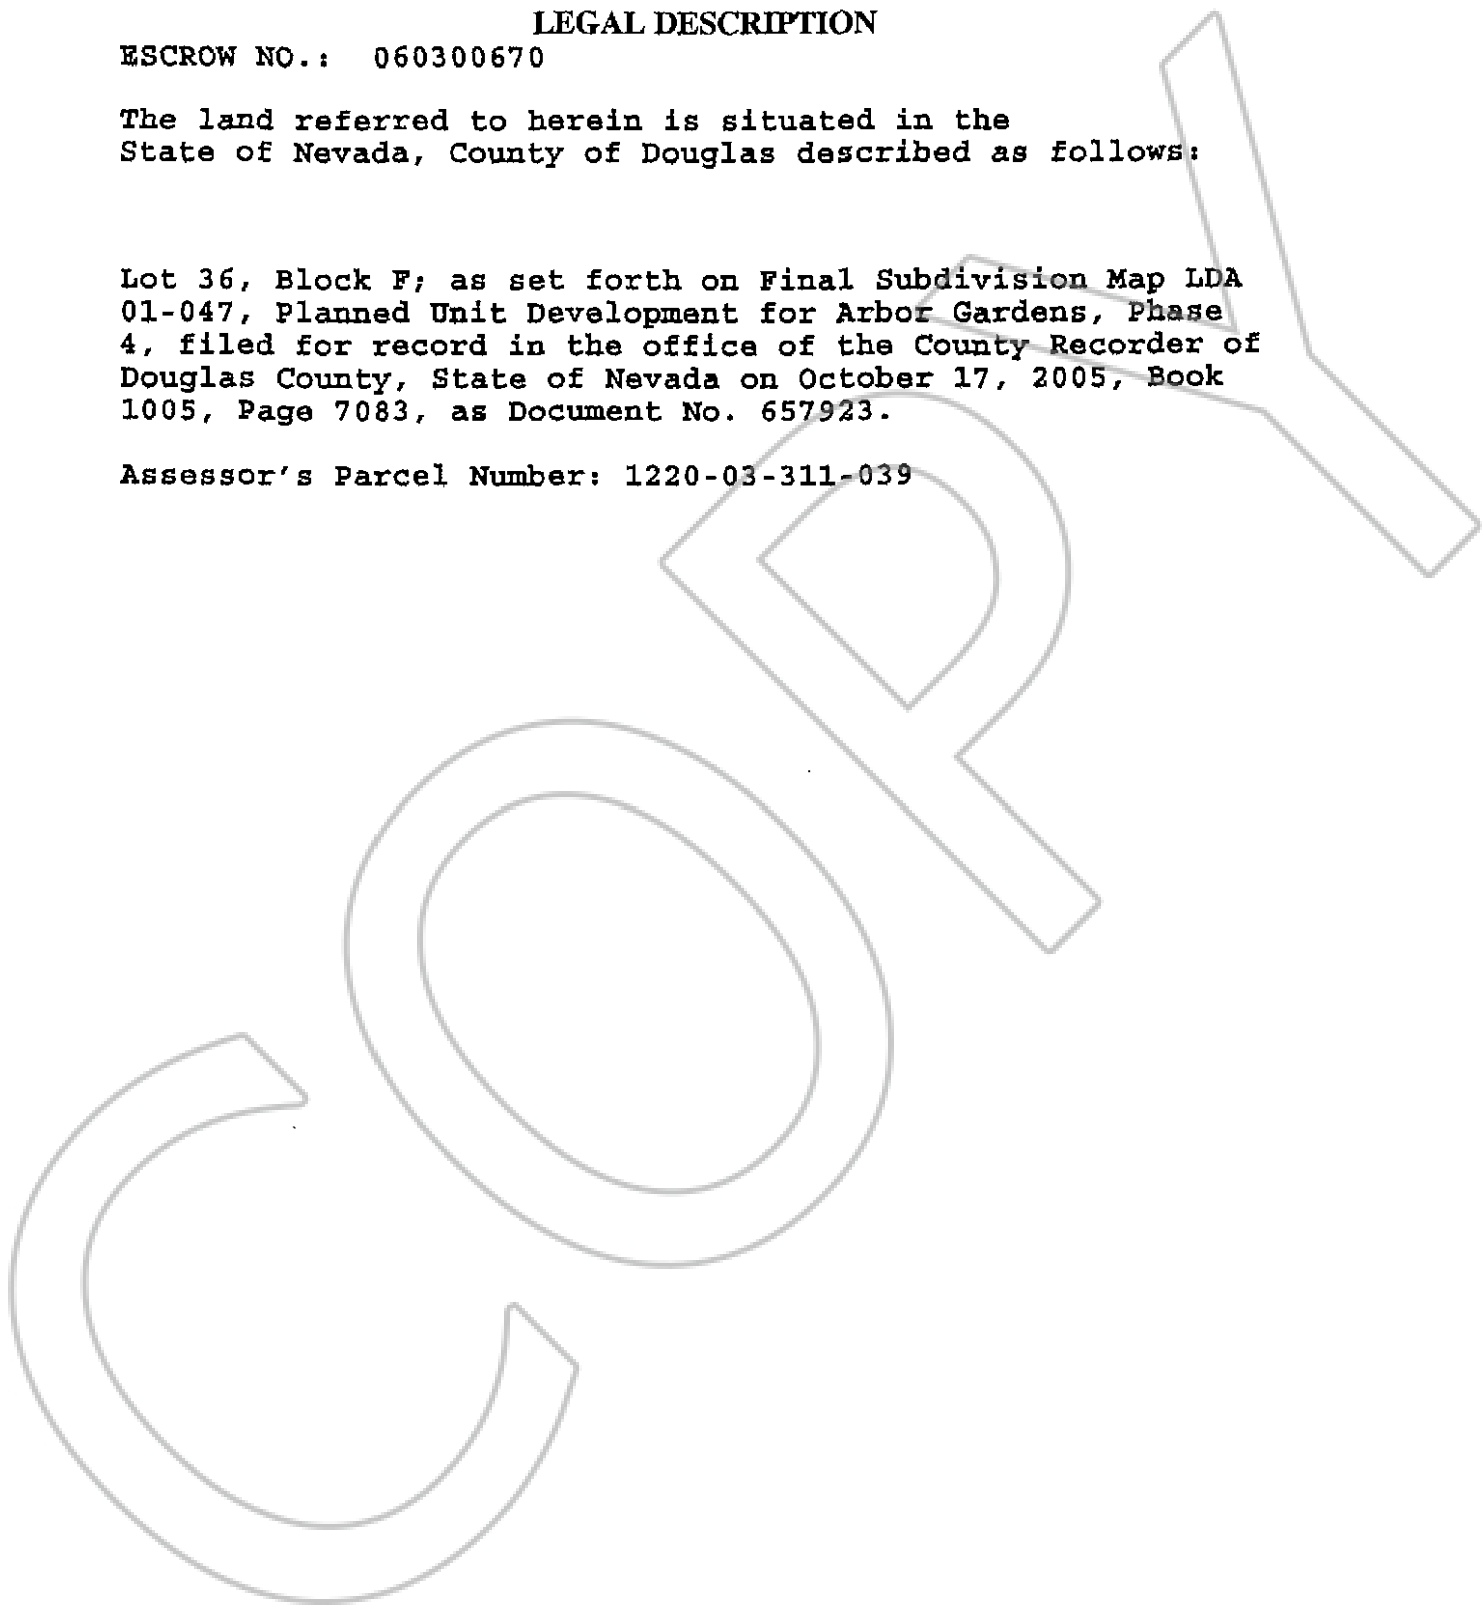 LEGAL DESCRIPTION
ESCROW NO.: 060300670
The land referred to herein is situated in the
State of Nevada, County of Douglas described as follows:
Lot 36, Block F; as set forth on Final Subdivision Map LDA
01-047, Planned Unit Development for Arbor Gardens, Phase
4, filed for record in the office of the County Recorder of
Douglas County, State of Nevada on October 17, 2005, Book
1005, Page 7083, as Document No. 657923.
Assessor's Parcel Number: 1220-03-311-039
COPY